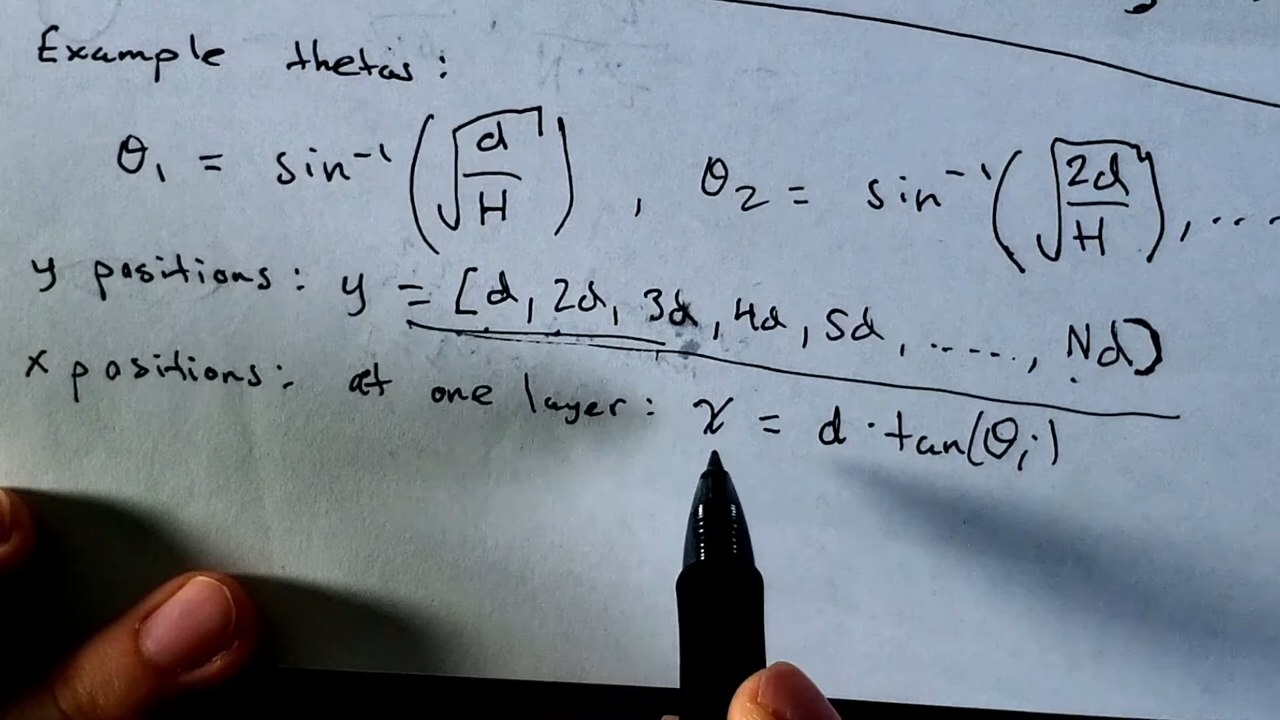 Example thetas:
θ₁ = sin⁻¹(√(d/H)), θ₂ = sin⁻¹(√(2d/H)), ....
y positions: y = [d, 2d, 3d, 4d, 5d, ......, Nd]
x positions: at one layer: x = d · tan(θᵢ)